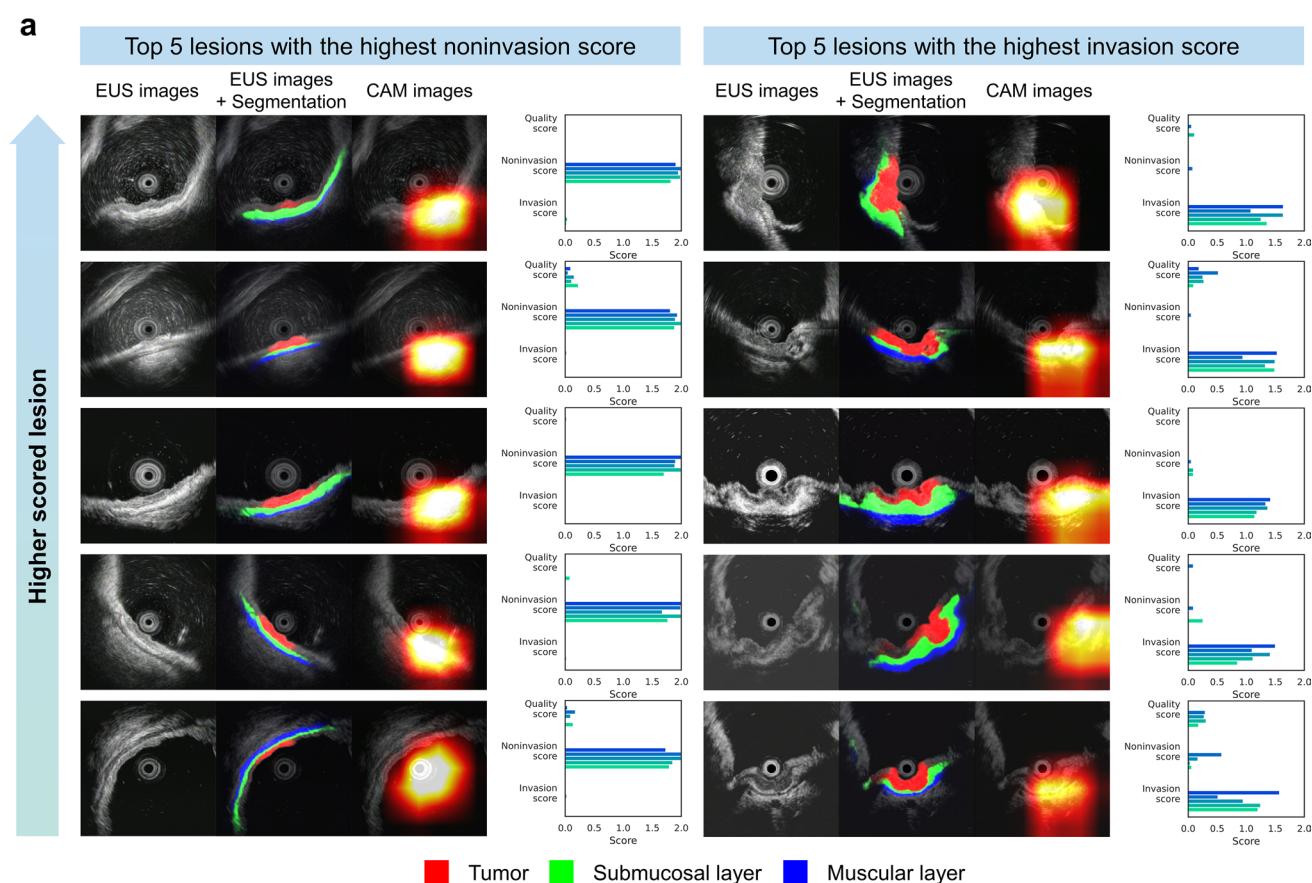 a
Top 5 lesions with the highest noninvasion score
Top 5 lesions with the highest invasion score
EUS images
EUS images
+ Segmentation
CAM images
EUS images
EUS images
+ Segmentation
CAM images
Higher scored lesion
Quality
score
Noninvasion
score
Invasion
score
0.0 0.5 1.0 1.5 2.0
Score
Quality
score
Noninvasion
score
Invasion
score
0.0 0.5 1.0 1.5 2.0
Score
Quality
score
Noninvasion
score
Invasion
score
0.0 0.5 1.0 1.5 2.0
Score
Quality
score
Noninvasion
score
Invasion
score
0.0 0.5 1.0 1.5 2.0
Score
Quality
score
Noninvasion
score
Invasion
score
0.0 0.5 1.0 1.5 2.0
Score
Quality
score
Noninvasion
score
Invasion
score
0.0 0.5 1.0 1.5 2.0
Score
Quality
score
Noninvasion
score
Invasion
score
0.0 0.5 1.0 1.5 2.0
Score
Quality
score
Noninvasion
score
Invasion
score
0.0 0.5 1.0 1.5 2.0
Score
Quality
score
Noninvasion
score
Invasion
score
0.0 0.5 1.0 1.5 2.0
Score
Quality
score
Noninvasion
score
Invasion
score
0.0 0.5 1.0 1.5 2.0
Score
Tumor
Submucosal layer
Muscular layer